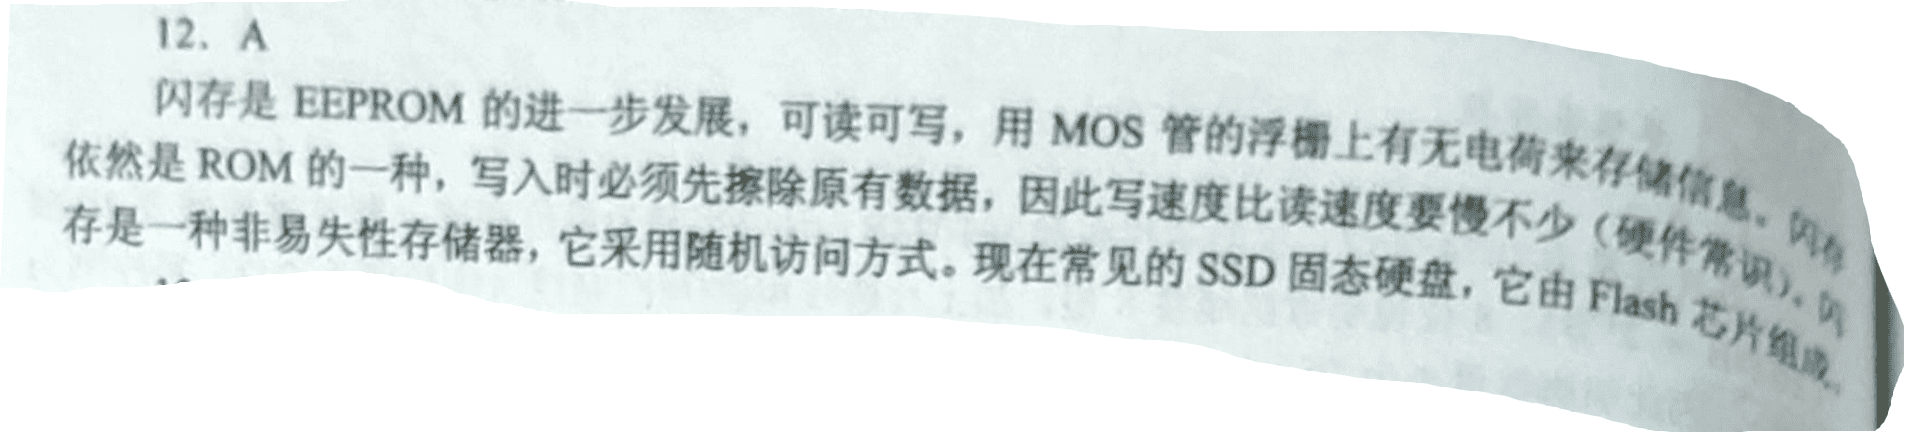 12. A
闪存是 EEPROM 的进一步发展，可读可写，用 MOS 管的浮栅上有无电荷来存储信息。闪存
依然是 ROM 的一种，写入时必须先擦除原有数据，因此写速度比读速度要慢不少（硬件常识）。闪
存是一种非易失性存储器，它采用随机访问方式。现在常见的 SSD 固态硬盘，它由 Flash 芯片组成。